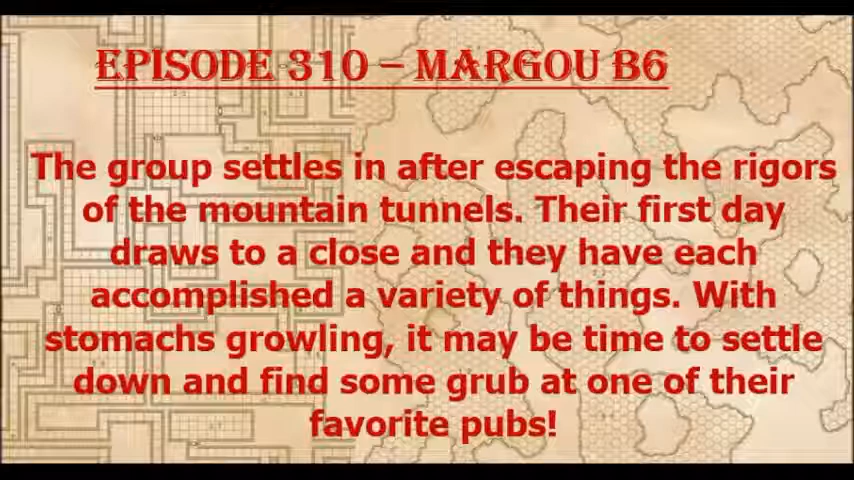 EPISODE 310 – MARGOU B6
The group settles in after escaping the rigors
of the mountain tunnels. Their first day
draws to a close and they have each
accomplished a variety of things. With
stomachs growling, it may be time to settle
down and find some grub at one of their
favorite pubs!